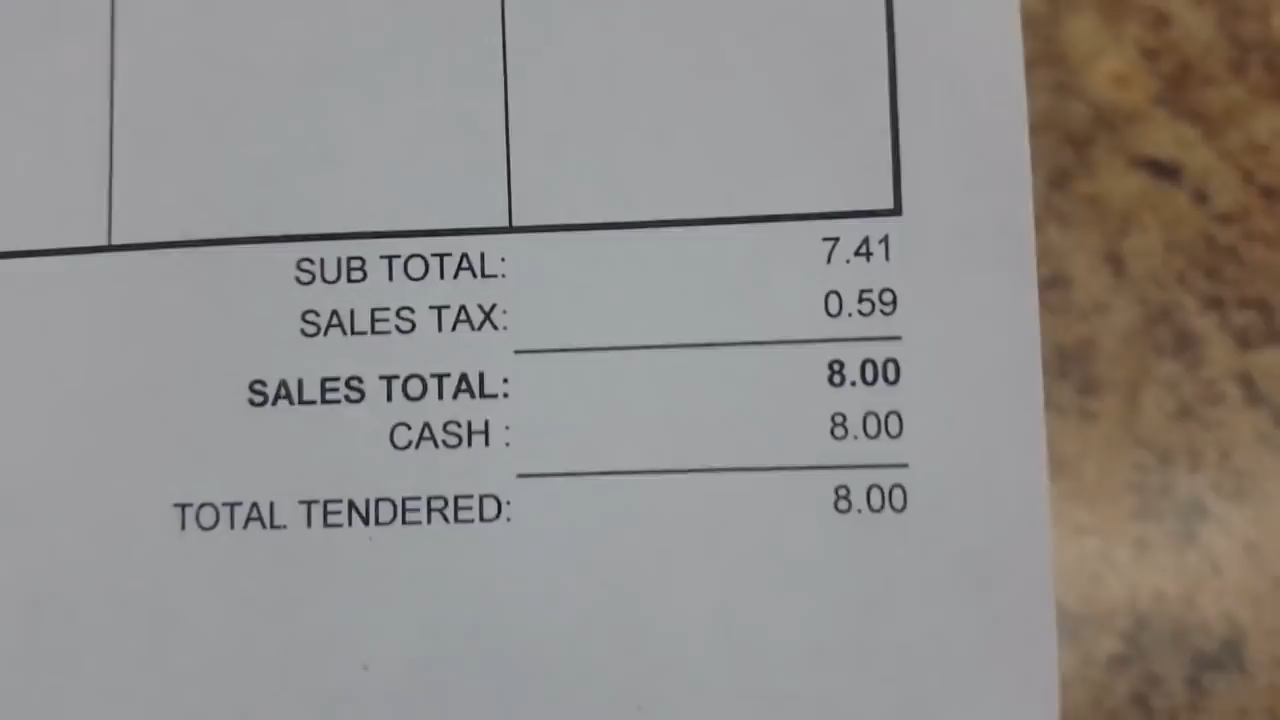 SUB TOTAL: 7.41
SALES TAX: 0.59
SALES TOTAL: 8.00
CASH : 8.00
TOTAL TENDERED: 8.00